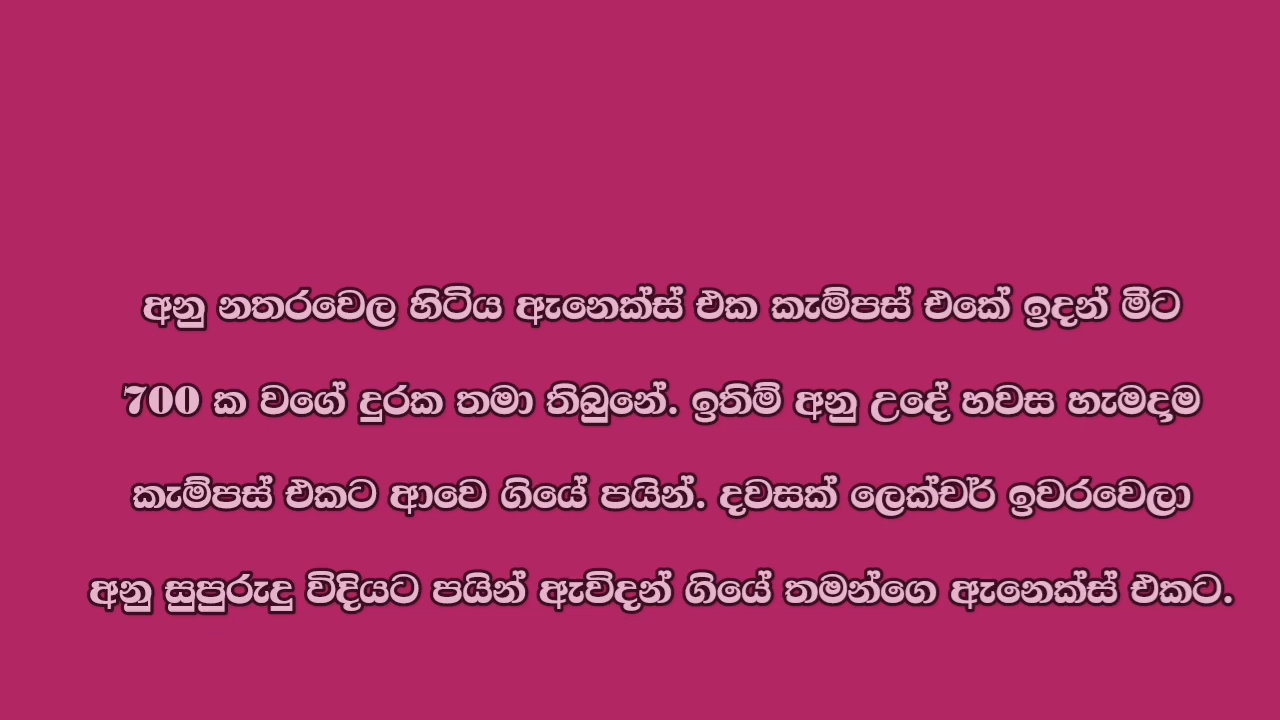 අනු නතරවෙල හිටිය ඇනෙක්ස් එක කැම්පස් එකේ ඉදන් මීට
700 ක වගේ දුරක තමා තිබුනේ. ඉතිම් අනු උදේ හවස හැමදාම
කැම්පස් එකට ආවෙ ගියේ පයින්. දවසක් ලෙක්චර් ඉවරවෙලා
අනු සුපුරුදු විදියට පයින් ඇවිදන් ගියේ තමන්ගෙ ඇනෙක්ස් එකට.